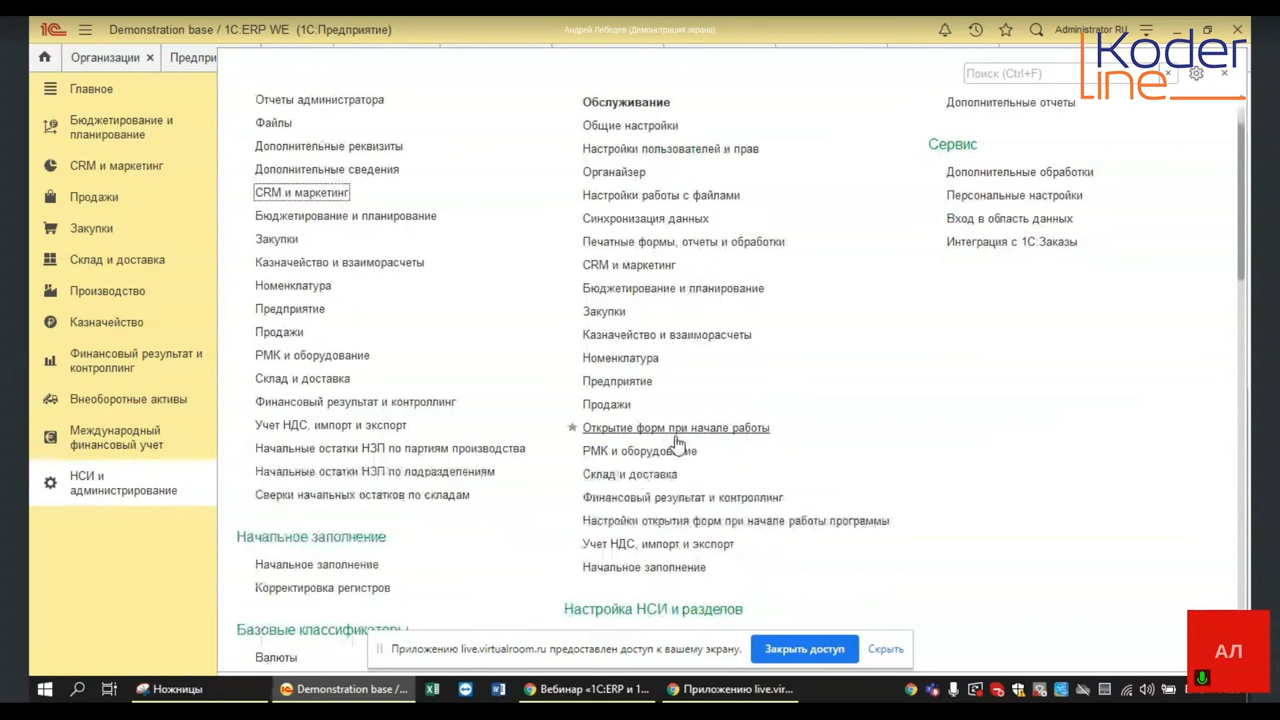 Demonstration base / 1C:ERP WE (1С:Предприятие)
Андрей Лебедев (Демонстрация экрана)
Administrator RU
Koder
line
Организации
Предпри
Поиск (Ctrl+F)
Главное
Бюджетирование и
планирование
CRM и маркетинг
Продажи
Закупки
Склад и доставка
Производство
Казначейство
Финансовый результат и
контроллинг
Внеоборотные активы
Международный
финансовый учет
НСИ и
администрирование
Отчеты администратора
Файлы
Дополнительные реквизиты
Дополнительные сведения
CRM и маркетинг
Бюджетирование и планирование
Закупки
Казначейство и взаиморасчеты
Номенклатура
Предприятие
Продажи
РМК и оборудование
Склад и доставка
Финансовый результат и контроллинг
Учет НДС, импорт и экспорт
Начальные остатки НЗП по партиям производства
Начальные остатки НЗП по подразделениям
Сверки начальных остатков по складам
Начальное заполнение
Начальное заполнение
Корректировка регистров
Базовые классификаторы
Валюты
Обслуживание
Общие настройки
Настройки пользователей и прав
Органайзер
Настройки работы с файлами
Синхронизация данных
Печатные формы, отчеты и обработки
CRM и маркетинг
Бюджетирование и планирование
Закупки
Казначейство и взаиморасчеты
Номенклатура
Предприятие
Продажи
Открытие форм при начале работы
РМК и оборудование
Склад и доставка
Финансовый результат и контроллинг
Настройки открытия форм при начале работы программы
Учет НДС, импорт и экспорт
Начальное заполнение
Настройка НСИ и разделов
Дополнительные отчеты
Сервис
Дополнительные обработки
Персональные настройки
Вход в область данных
Интеграция с 1С:Заказы
Приложению live.virtualroom.ru предоставлен доступ к вашему экрану.
Закрыть доступ
Скрыть
АЛ
Ножницы
Demonstration base /...
Вебинар «1С:ERP и 1...
Приложению live.vir...